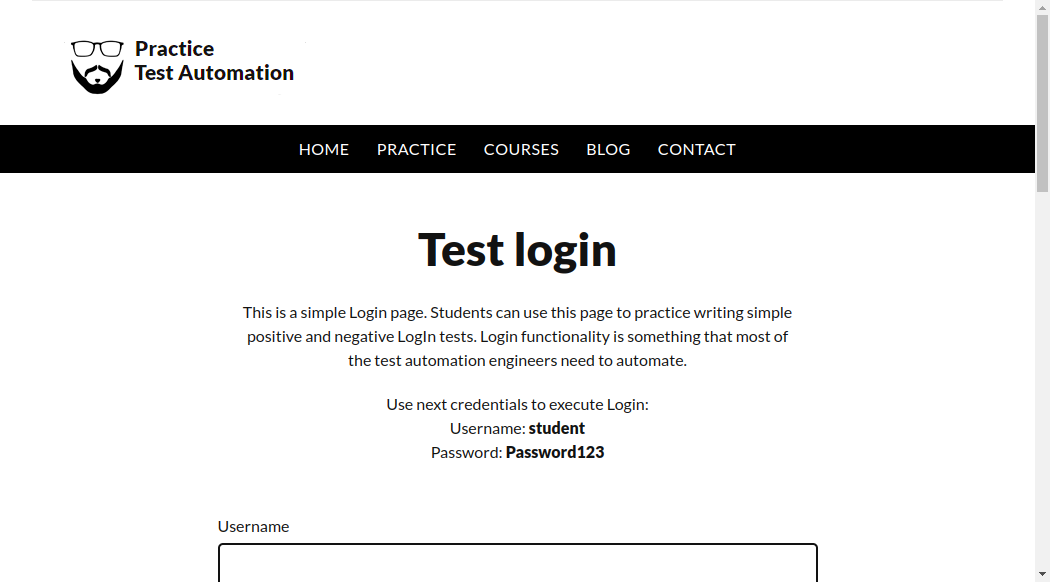 Practice
Test Automation
HOME PRACTICE COURSES BLOG CONTACT
Test login
This is a simple Login page. Students can use this page to practice writing simple
positive and negative LogIn tests. Login functionality is something that most of
the test automation engineers need to automate.
Use next credentials to execute Login:
Username: student
Password: Password123
Username